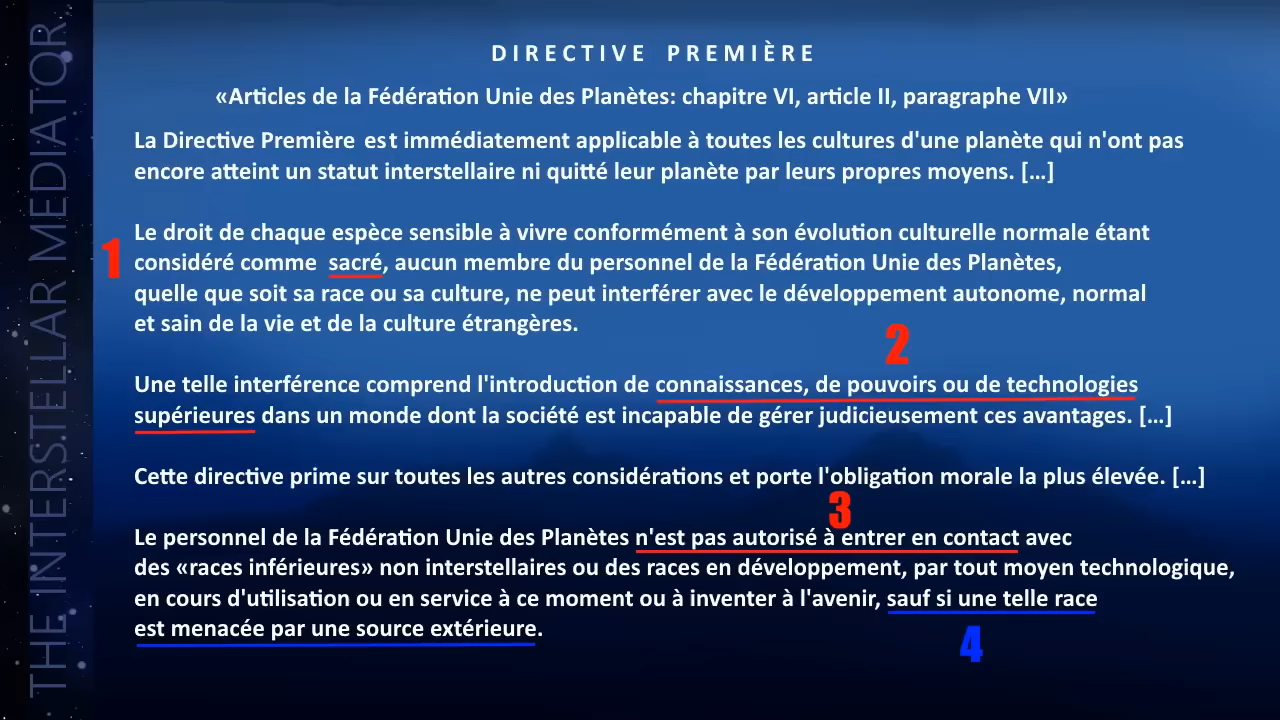 THE INTERSTELLAR MEDIATOR
DIRECTIVE PREMIÈRE
«Articles de la Fédération Unie des Planètes: chapitre VI, article II, paragraphe VII»
La Directive Première est immédiatement applicable à toutes les cultures d'une planète qui n'ont pas
encore atteint un statut interstellaire ni quitté leur planète par leurs propres moyens. [...]
Le droit de chaque espèce sensible à vivre conformément à son évolution culturelle normale étant
1
considéré comme sacré, aucun membre du personnel de la Fédération Unie des Planètes,
quelle que soit sa race ou sa culture, ne peut interférer avec le développement autonome, normal
et sain de la vie et de la culture étrangères.
2
Une telle interférence comprend l'introduction de connaissances, de pouvoirs ou de technologies
supérieures dans un monde dont la société est incapable de gérer judicieusement ces avantages. [...]
Cette directive prime sur toutes les autres considérations et porte l'obligation morale la plus élevée. [...]
3
Le personnel de la Fédération Unie des Planètes n'est pas autorisé à entrer en contact avec
des «races inférieures» non interstellaires ou des races en développement, par tout moyen technologique,
en cours d'utilisation ou en service à ce moment ou à inventer à l'avenir, sauf si une telle race
est menacée par une source extérieure.
4